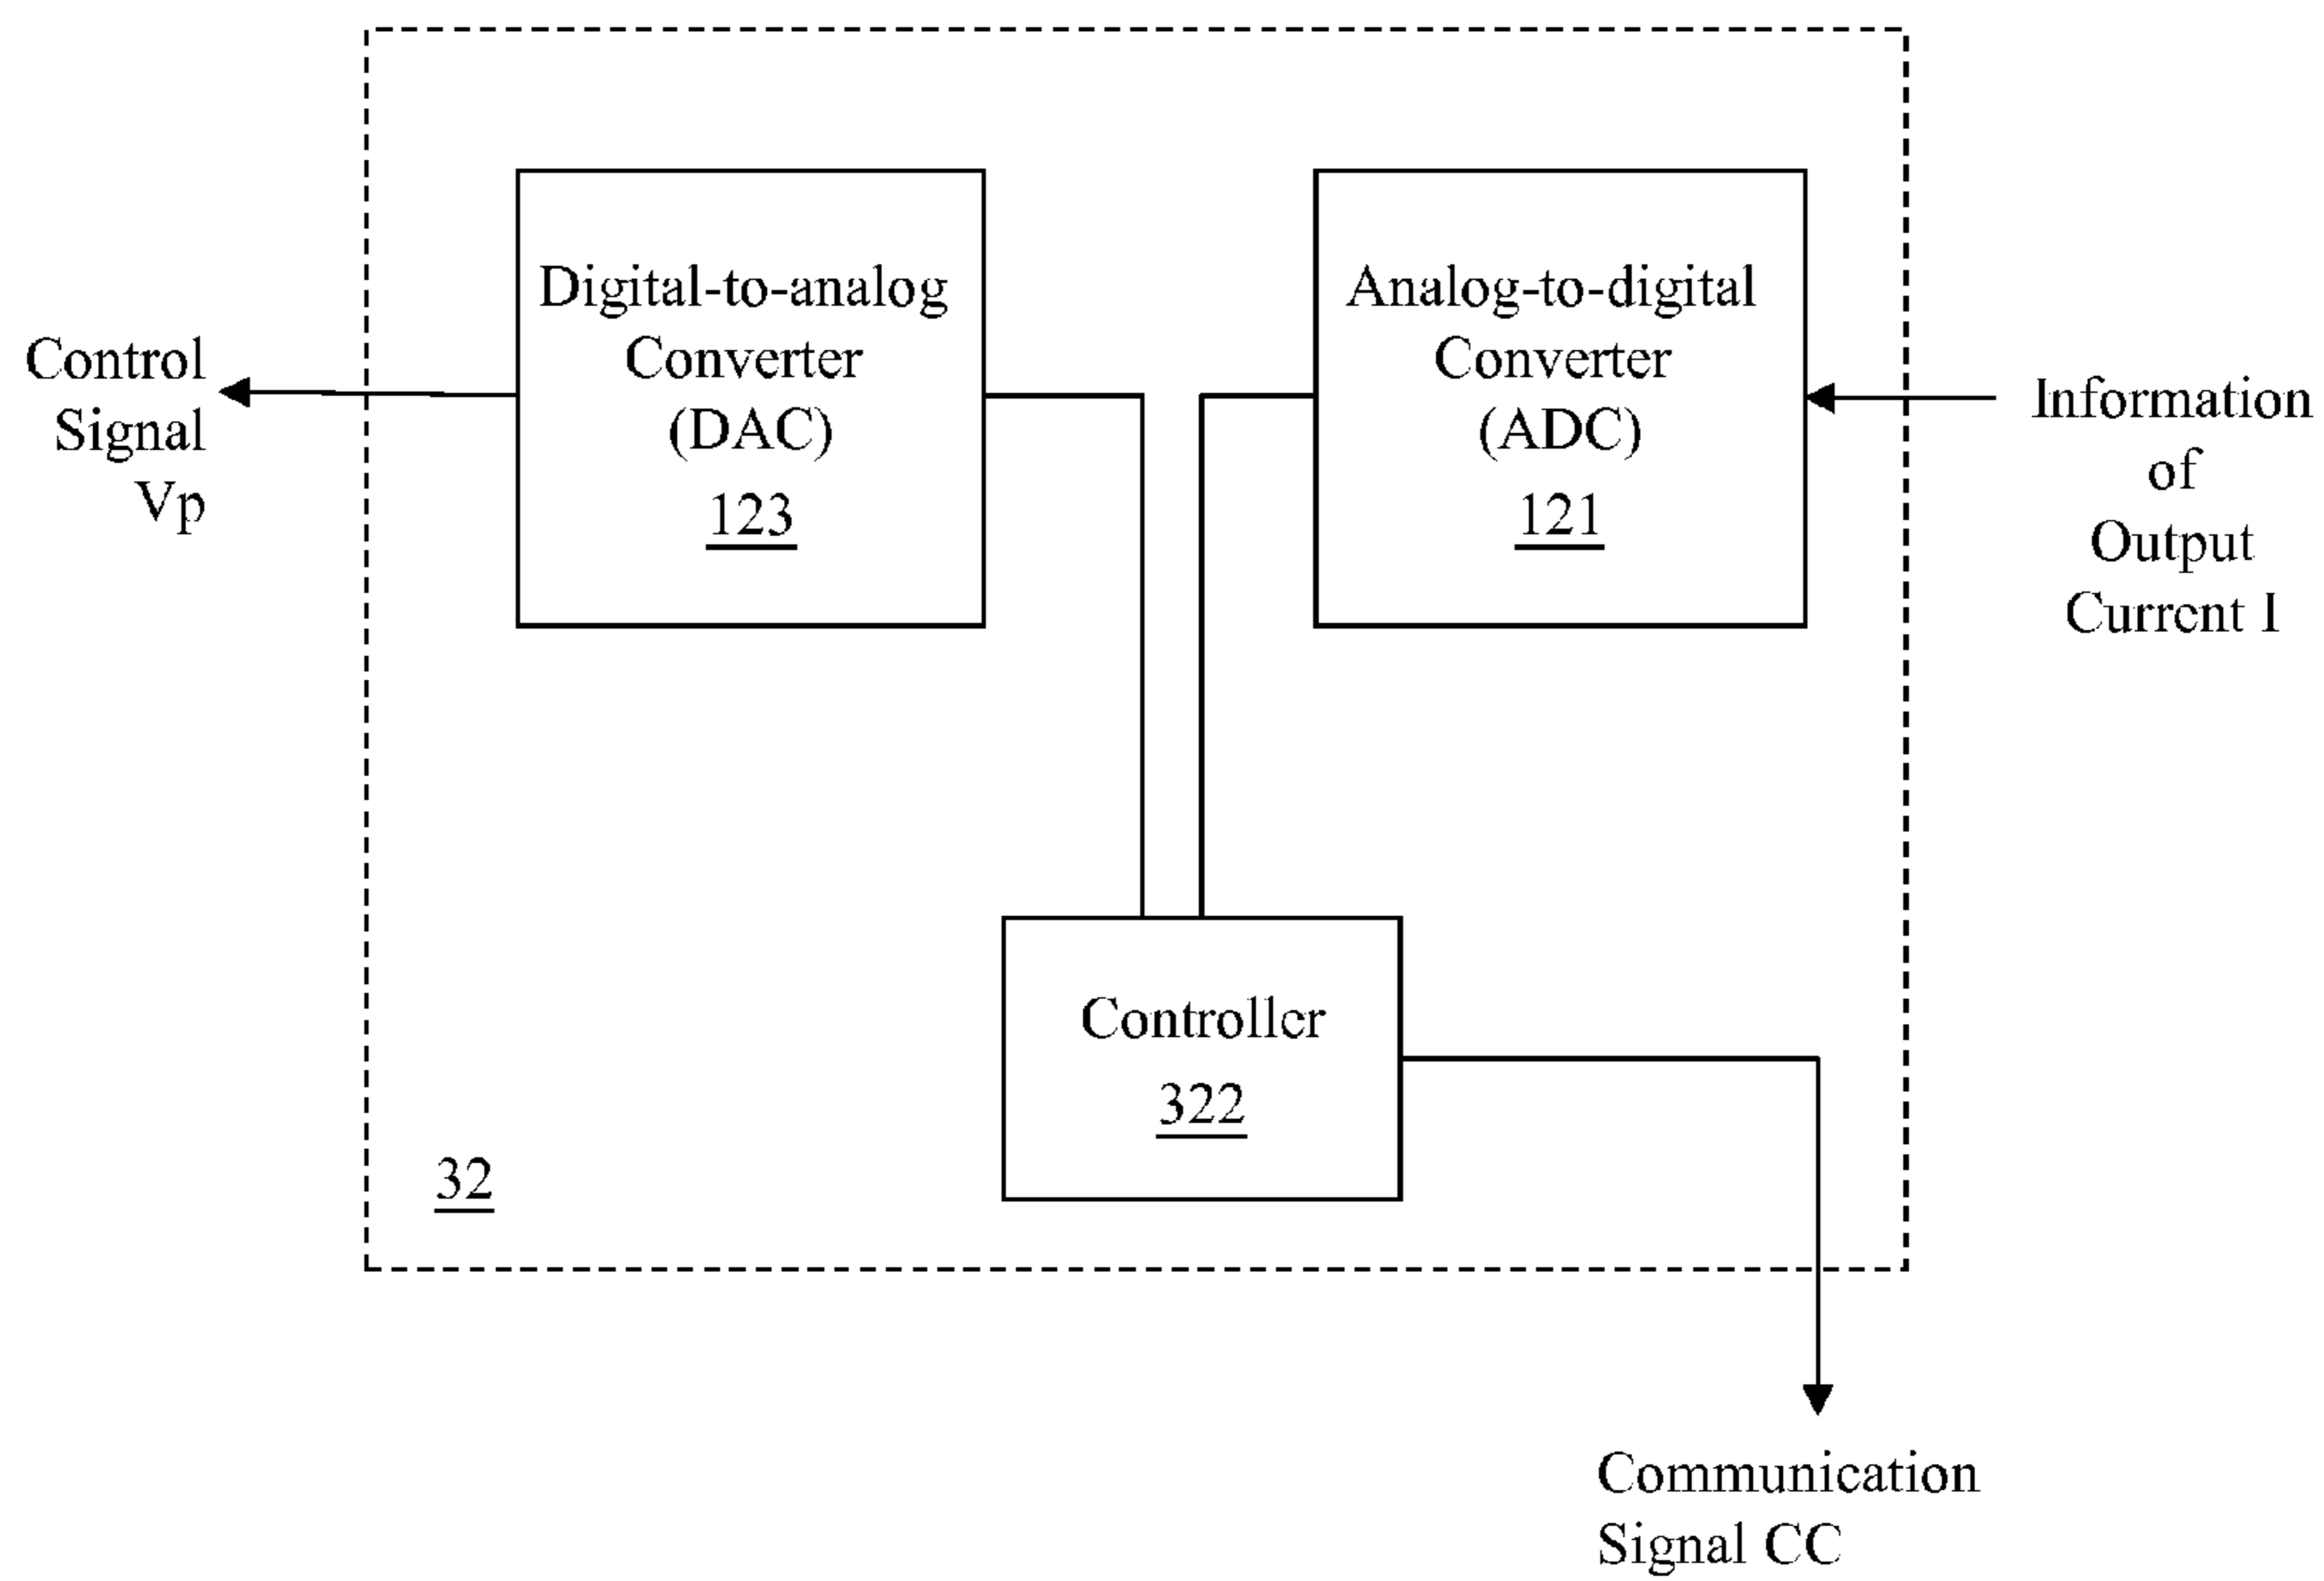 Control
Signal
Vp
Digital-to-analog
Converter
(DAC)
123
Analog-to-digital
Converter
(ADC)
121
Information
of
Output
Current I
Controller
322
32
Communication
Signal CC